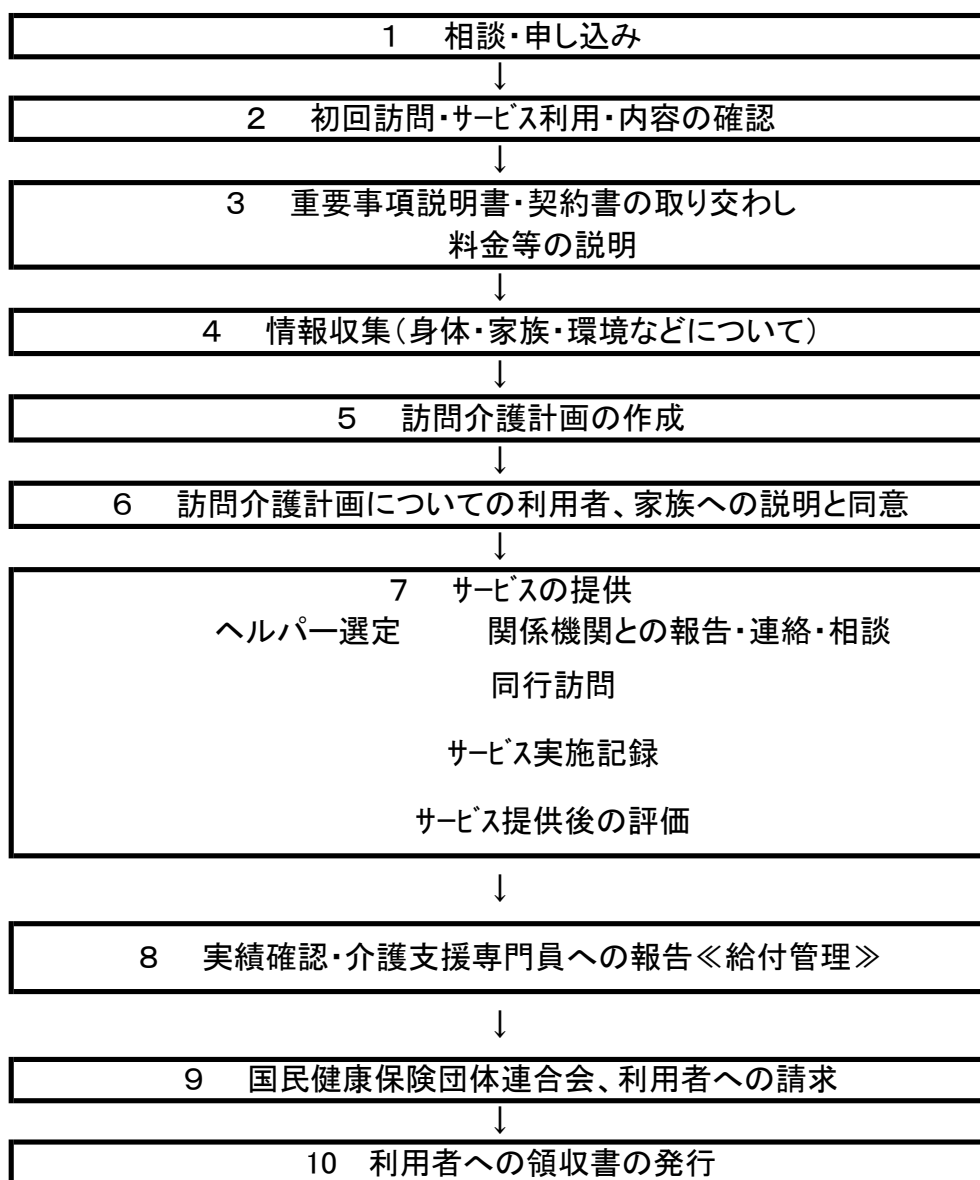 １　相談・申し込み
↓
２　初回訪問・ｻｰﾋﾞｽ利用・内容の確認
↓
３　重要事項説明書・契約書の取り交わし
料金等の説明
↓
４　情報収集（身体・家族・環境などについて）
↓
５　訪問介護計画の作成
↓
６　訪問介護計画についての利用者、家族への説明と同意
↓
７　ｻｰﾋﾞｽの提供
ヘルパー選定　　関係機関との報告・連絡・相談
同行訪問
ｻｰﾋﾞｽ実施記録
ｻｰﾋﾞｽ提供後の評価
↓
８　実績確認・介護支援専門員への報告≪給付管理≫
↓
９　国民健康保険団体連合会、利用者への請求
↓
10　利用者への領収書の発行